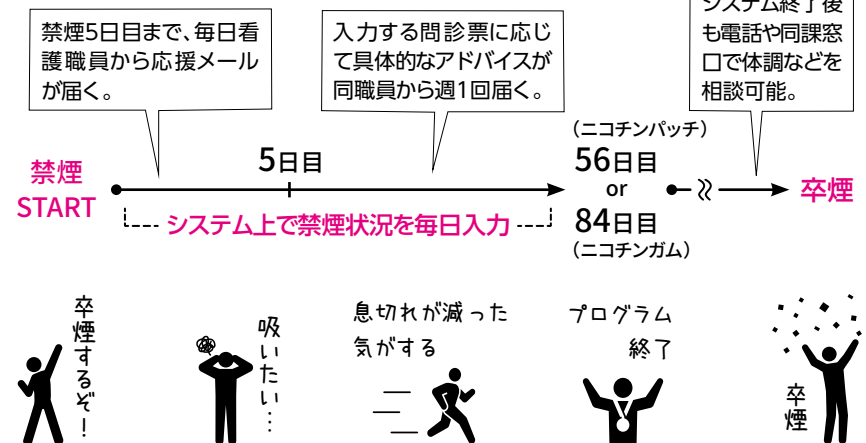 禁煙5日目まで、毎日看
護職員から応援メール
が届く。
入力する問診票に応じ
て具体的なアドバイスが
同職員から週1回届く。
システム終了後
も電話や同課窓
口で体調などを
相談可能。
禁煙
START
5日目
システム上で禁煙状況を毎日入力
(ニコチンパッチ)
56日目
or
84日目
(ニコチンガム)
卒煙
卒煙するぞ!
吸いたい…
息切れが減った
気がする
プログラム
終了
卒煙